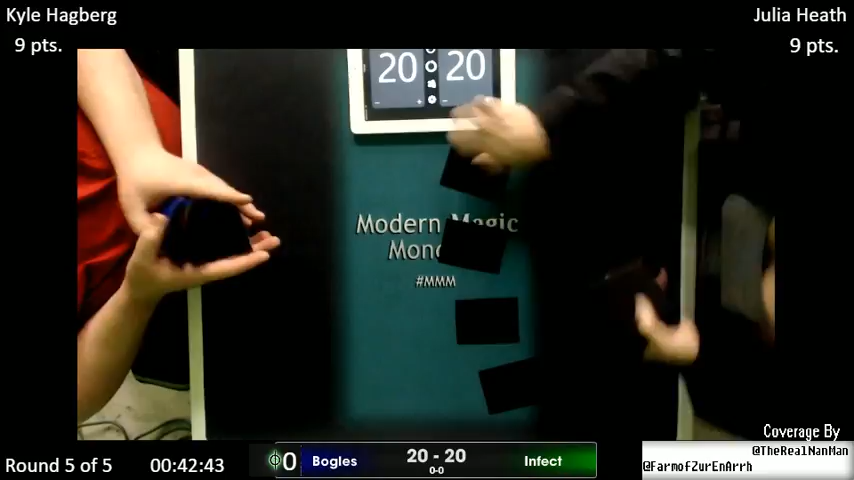 Kyle Hagberg
Julia Heath
9 pts.
9 pts.
20
20
Modern Magic
Mon
#MMM
Coverage By
@TheRealNanMan
@FarmofZurEnArrh
Round 5 of 5
00:42:43
0
Bogles
20 - 20
0-0
Infect